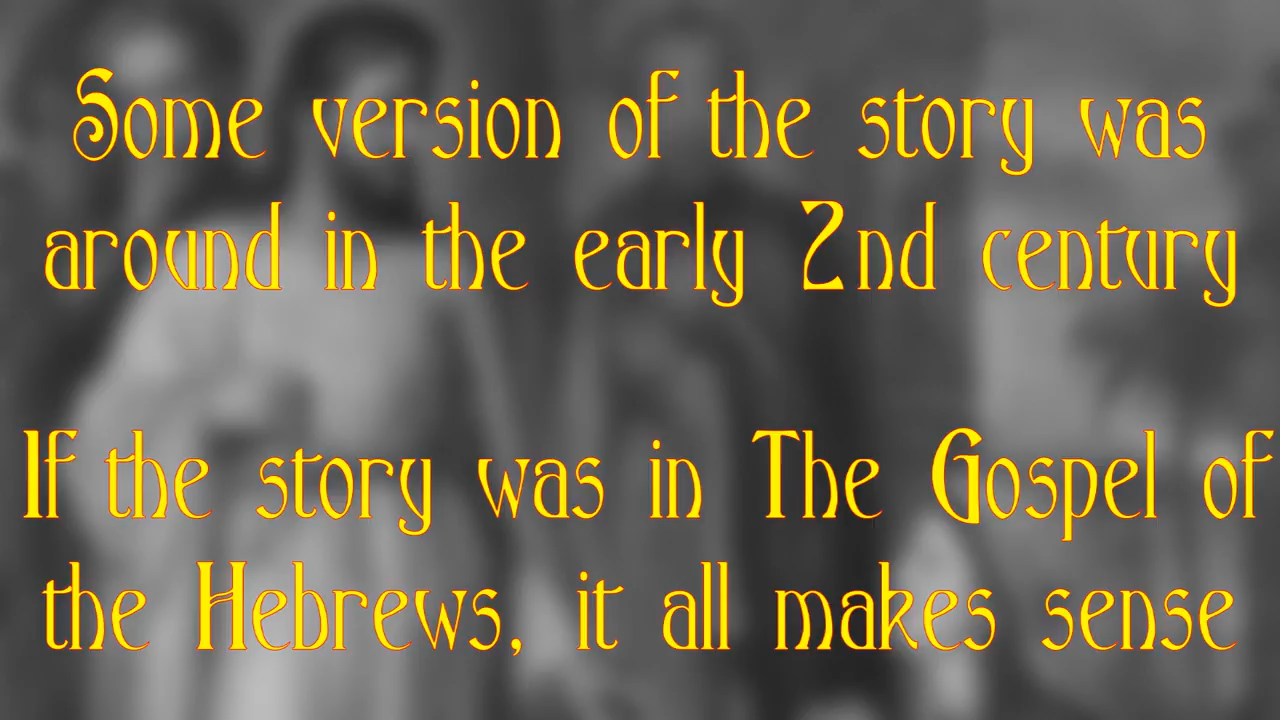 Some version of the story was
around in the early 2nd century
If the story was in The Gospel of
the Hebrews, it all makes sense